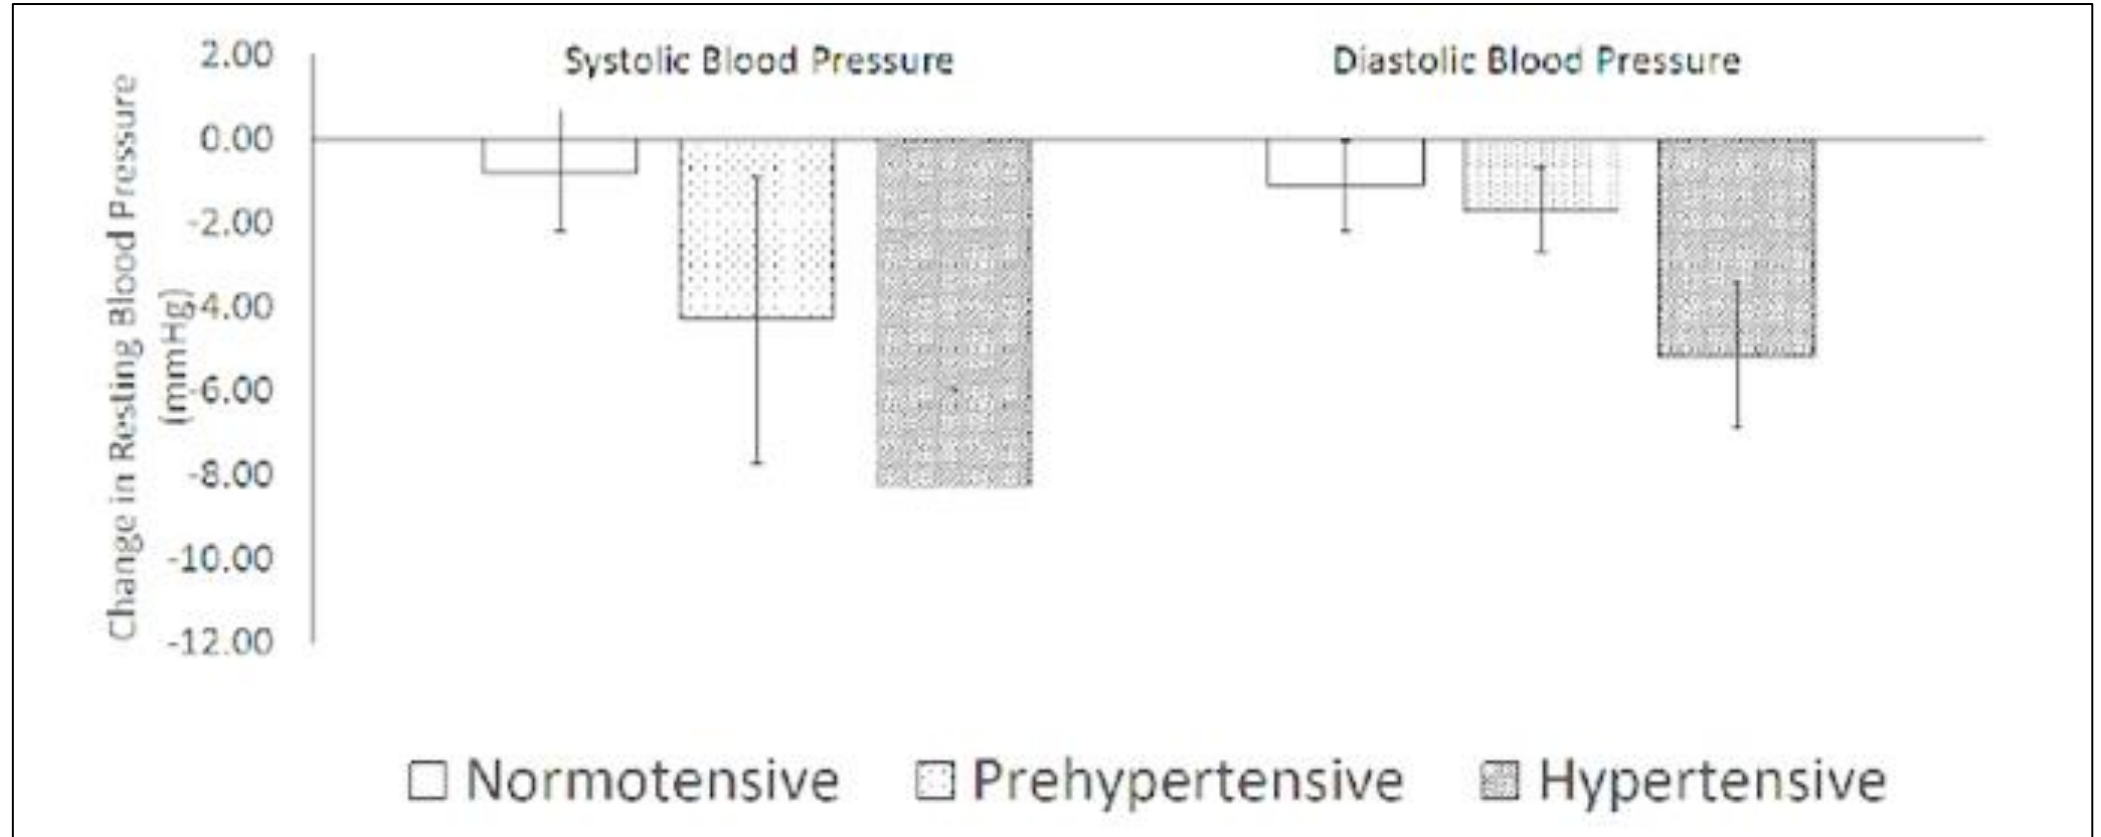 Systolic Blood Pressure
Diastolic Blood Pressure
2.00
0.00
-2.00
-4.00
-6.00
-8.00
-10.00
-12.00
Change in Resting Blood Pressure
(mmHg)
Normotensive
Prehypertensive
Hypertensive